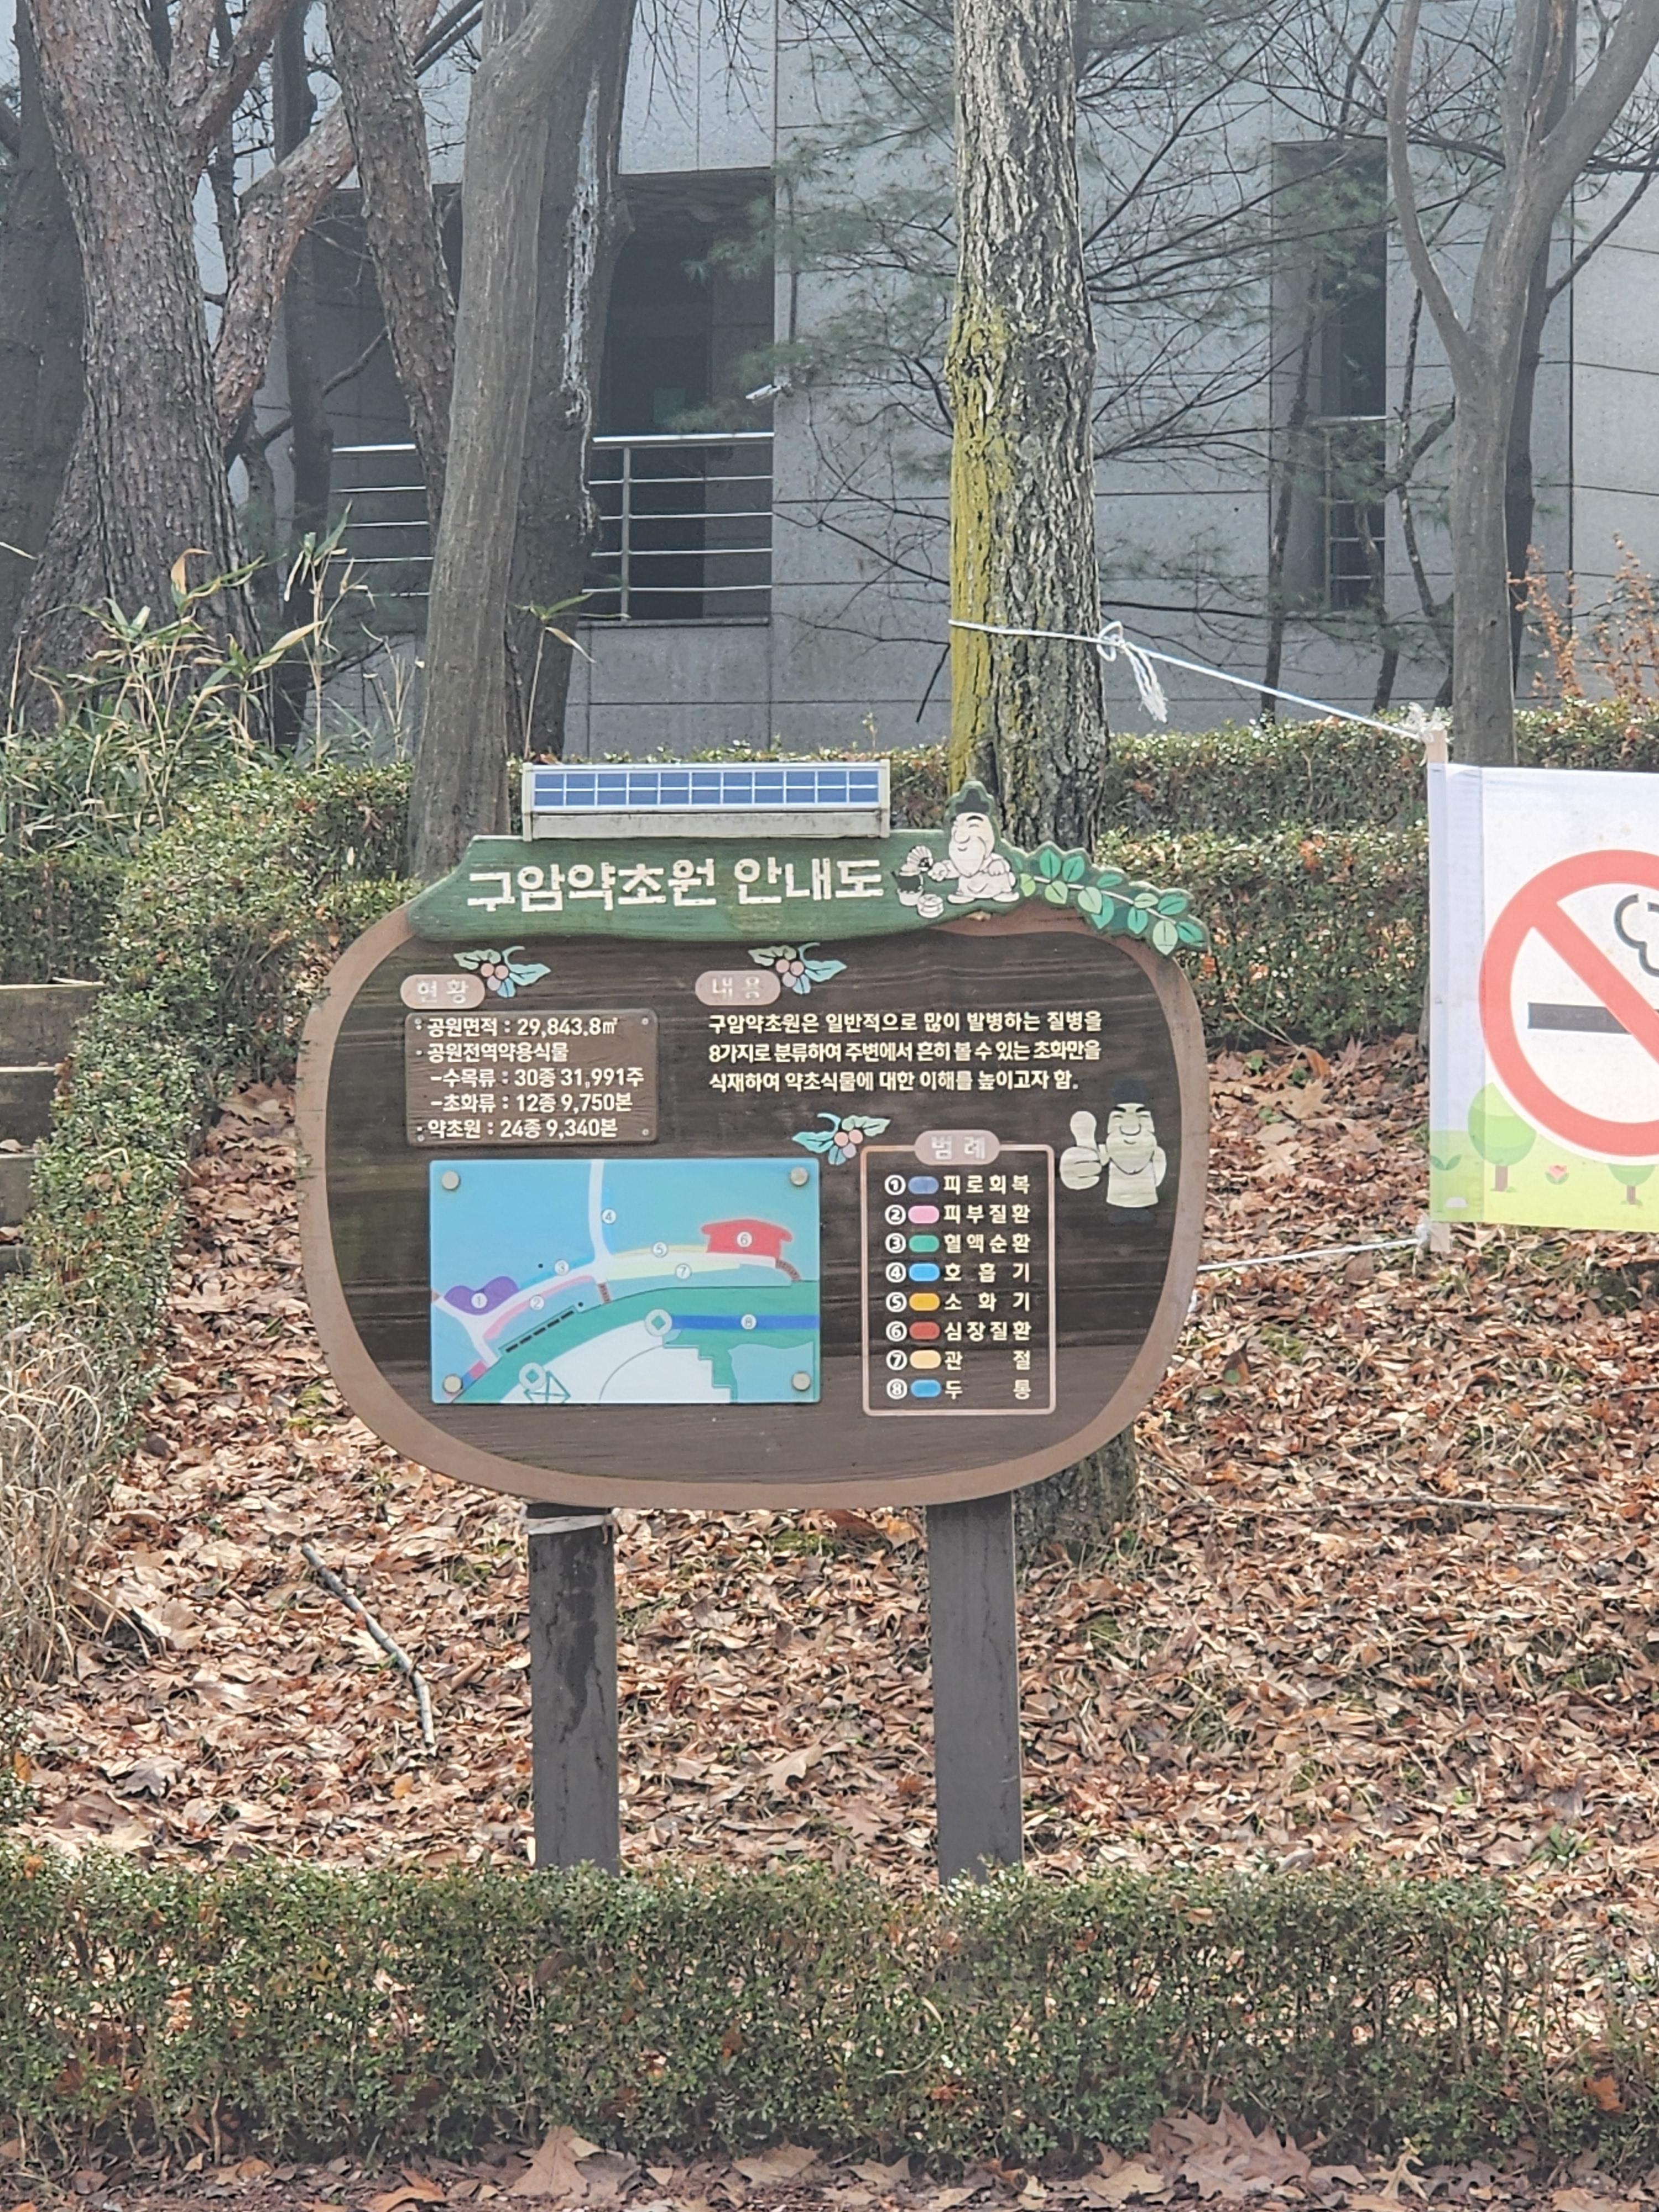 구암약초원 안내도
현황
· 공원면적 : 29,843.8㎡
· 공원전역약용식물
-수목류 : 30종 31,991주
-초화류 : 12종 9,750본
· 약초원 : 24종 9,340본
내용
구암약초원은 일반적으로 많이 발병하는 질병을
8가지로 분류하여 주변에서 흔히 볼 수 있는 초화만을
식재하여 약초식물에 대한 이해를 높이고자 함.
범례
① 피로회복
② 피부질환
③ 혈액순환
④ 호흡기
⑤ 소화기
⑥ 심장질환
⑦ 관절
⑧ 두통
④
⑤
⑥
③
⑦
①
②
⑧